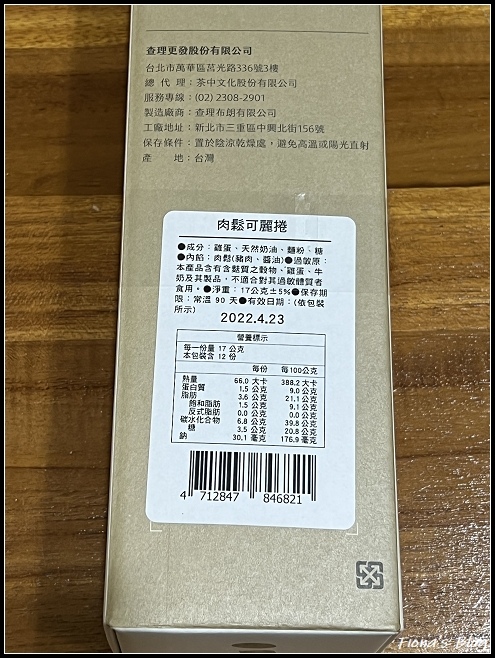 查理更發股份有限公司
台北市萬華區莒光路336號3樓
總代理：茶中文化股份有限公司
服務專線：(02) 2308-2901
製造廠商：查理布朗有限公司
工廠地址：新北市三重區中興北街156號
保存條件：置於陰涼乾燥處，避免高溫或陽光直射
產地：台灣
肉鬆可麗捲
●成分：雞蛋、天然奶油、麵粉、糖
●內餡：肉鬆(豬肉、醬油)●過敏原：
本產品含有含麩質之穀物、雞蛋、牛
奶及其製品，不適合對其過敏體質者
食用。●淨重：17公克±5%●保存期
限：常溫 90 天●有效日期：(依包裝
所示)
2022.4.23
營養標示
每一份量 17 公克
本包裝含 12 份
每份 每100公克
熱量 66.0 大卡 388.2 大卡
蛋白質 1.5 公克 9.0 公克
脂肪 3.6 公克 21.1 公克
飽和脂肪 1.5 公克 9.1 公克
反式脂肪 0.0 公克 0.0 公克
碳水化合物 6.8 公克 39.8 公克
糖 3.5 公克 20.8 公克
鈉 30.1 毫克 176.9 毫克
4 712847 846821
Fiona's Blog